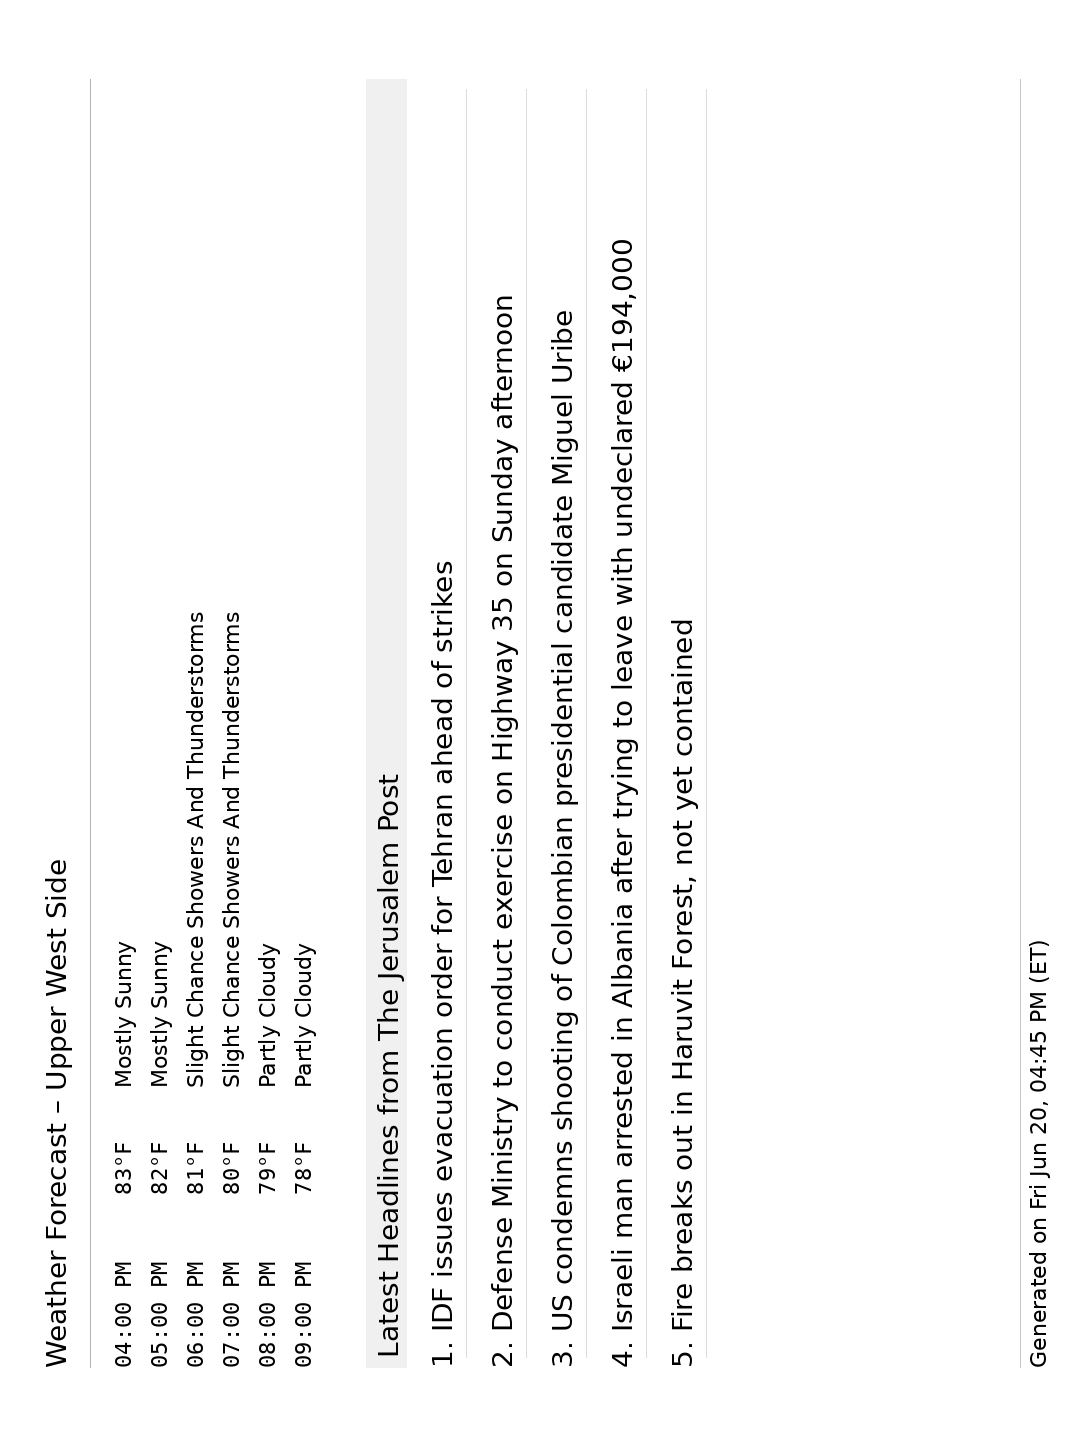 Weather Forecast – Upper West Side
04:00 PM 83°F Mostly Sunny
05:00 PM 82°F Mostly Sunny
06:00 PM 81°F Slight Chance Showers And Thunderstorms
07:00 PM 80°F Slight Chance Showers And Thunderstorms
08:00 PM 79°F Partly Cloudy
09:00 PM 78°F Partly Cloudy
Latest Headlines from The Jerusalem Post
1. IDF issues evacuation order for Tehran ahead of strikes
2. Defense Ministry to conduct exercise on Highway 35 on Sunday afternoon
3. US condemns shooting of Colombian presidential candidate Miguel Uribe
4. Israeli man arrested in Albania after trying to leave with undeclared €194,000
5. Fire breaks out in Haruvit Forest, not yet contained
Generated on Fri Jun 20, 04:45 PM (ET)